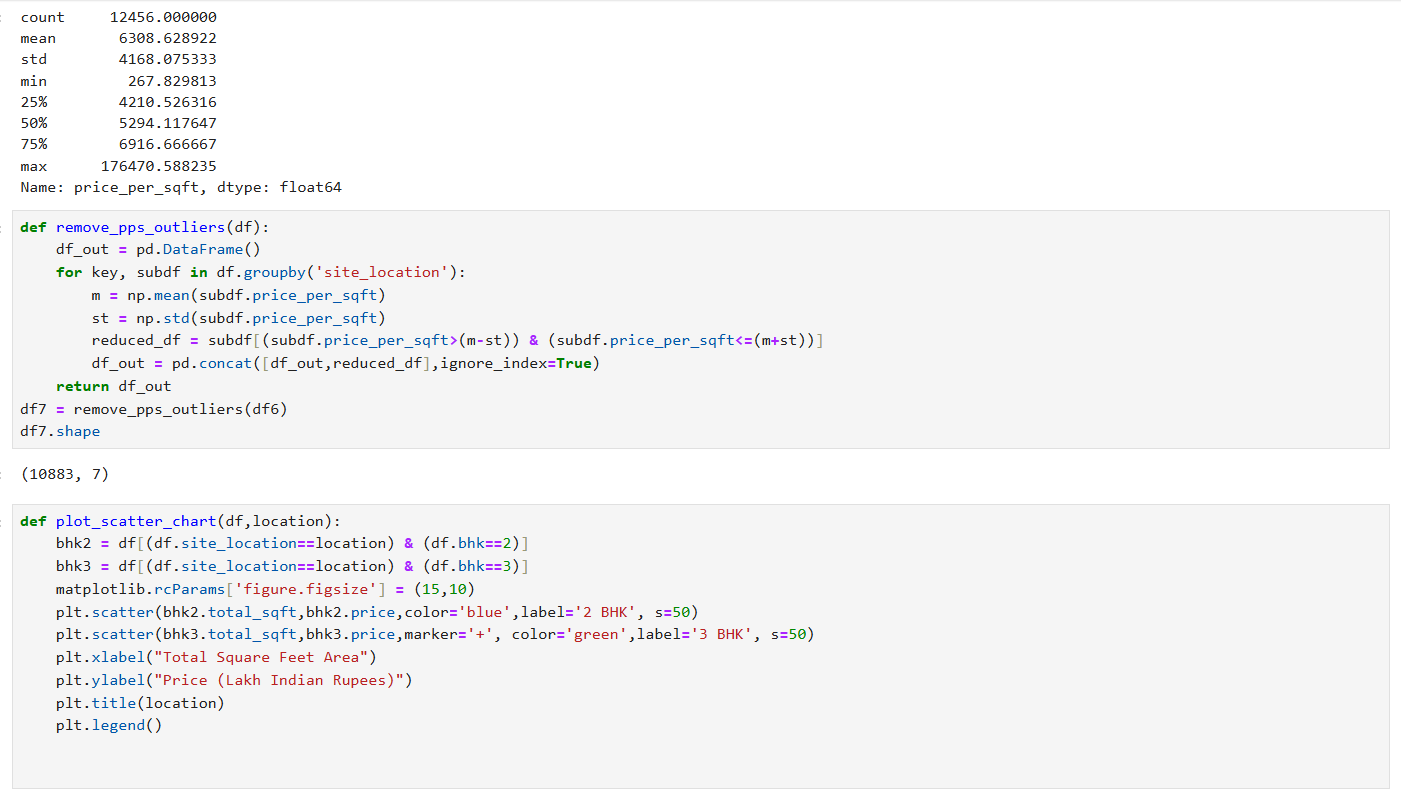 count     12456.000000
mean       6308.628922
std        4168.075333
min         267.829813
25%        4210.526316
50%        5294.117647
75%        6916.666667
max      176470.588235
Name: price_per_sqft, dtype: float64
def remove_pps_outliers(df):
    df_out = pd.DataFrame()
    for key, subdf in df.groupby('site_location'):
        m = np.mean(subdf.price_per_sqft)
        st = np.std(subdf.price_per_sqft)
        reduced_df = subdf[(subdf.price_per_sqft>(m-st)) & (subdf.price_per_sqft<=(m+st))]
        df_out = pd.concat([df_out,reduced_df],ignore_index=True)
    return df_out
df7 = remove_pps_outliers(df6)
df7.shape
(10883, 7)
def plot_scatter_chart(df,location):
    bhk2 = df[(df.site_location==location) & (df.bhk==2)]
    bhk3 = df[(df.site_location==location) & (df.bhk==3)]
    matplotlib.rcParams['figure.figsize'] = (15,10)
    plt.scatter(bhk2.total_sqft,bhk2.price,color='blue',label='2 BHK', s=50)
    plt.scatter(bhk3.total_sqft,bhk3.price,marker='+', color='green',label='3 BHK', s=50)
    plt.xlabel("Total Square Feet Area")
    plt.ylabel("Price (Lakh Indian Rupees)")
    plt.title(location)
    plt.legend()